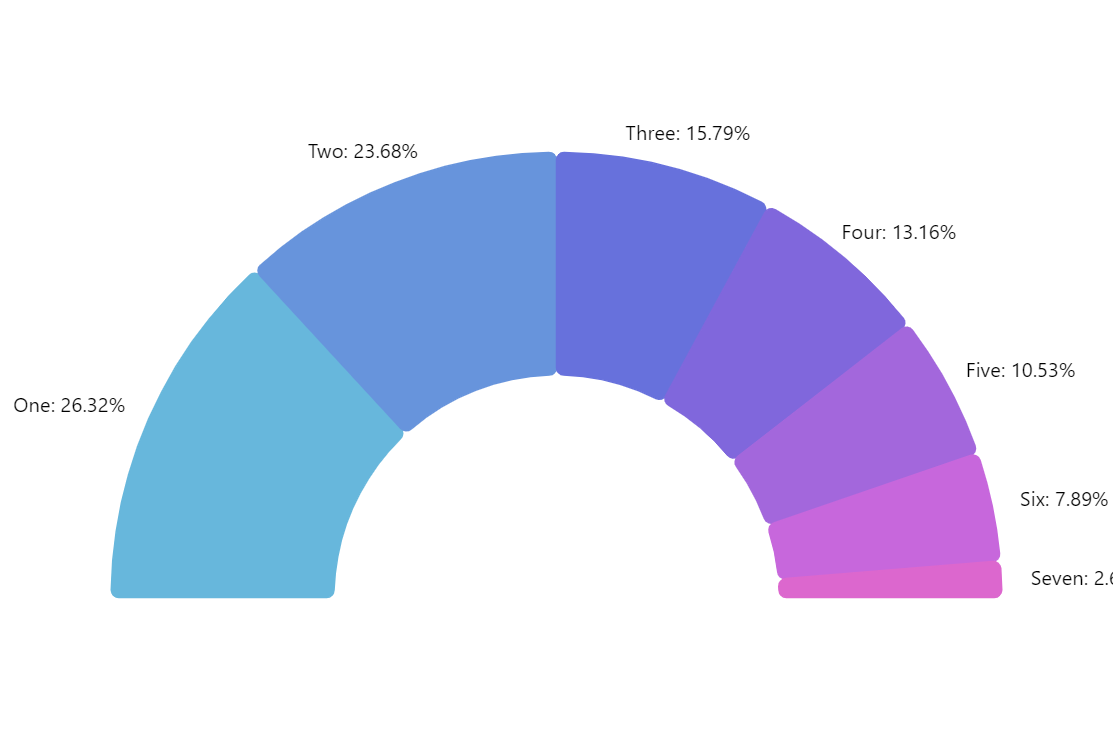 One: 26.32%
Two: 23.68%
Three: 15.79%
Four: 13.16%
Five: 10.53%
Six: 7.89%
Seven: